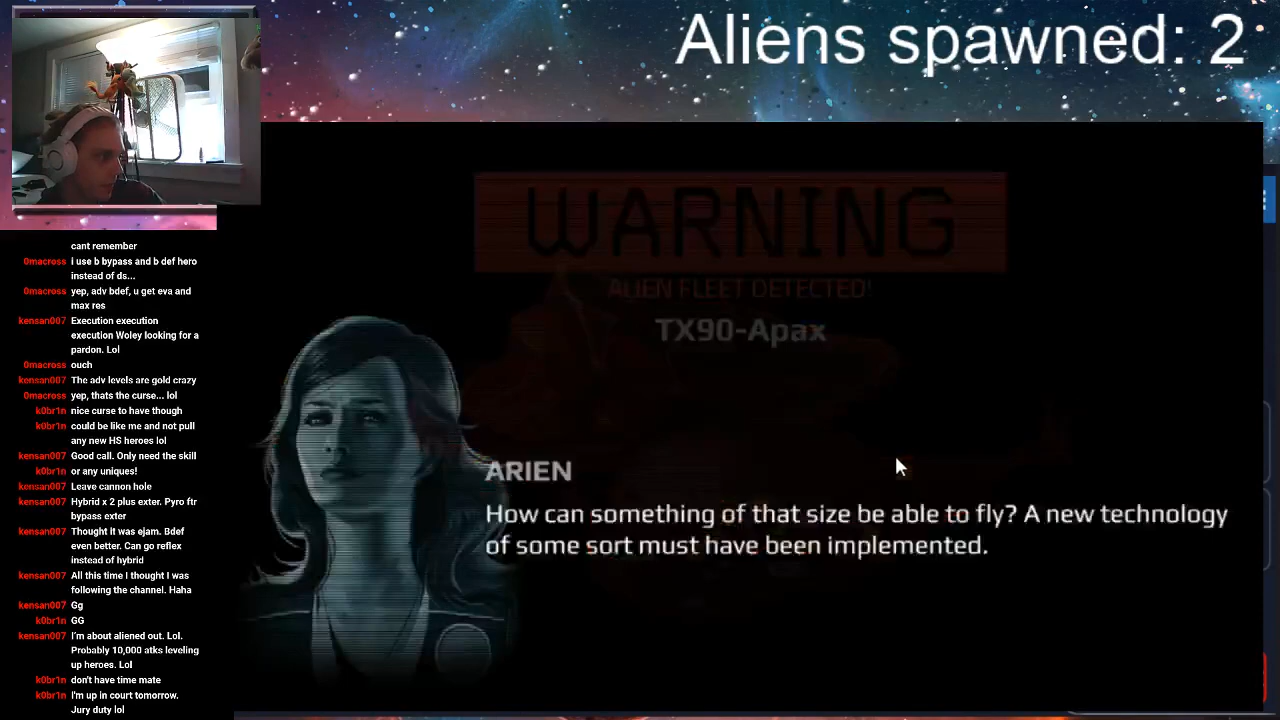 Aliens spawned: 2
WARNING
ALIEN FLEET DETECTED!
TX90-Apax
ARIEN
How can something of that size be able to fly? A new technology
of some sort must have been implemented.
cant remember
0macross i use b bypass and b def hero
instead of ds...
0macross yep, adv bdef, u get eva and
max res
kensan007 Execution execution
execution Woley looking for a
pardon. Lol
0macross ouch
kensan007 The adv levels are gold crazy
0macross yep, thats the curse... lol
k0br1n nice curse to have though
k0br1n could be like me and not pull
any new HS heroes lol
kensan007 Good call. Only need the skill
k0br1n or any uniques!
kensan007 Leave cannon hole
kensan007 Hybrid x 2 plus exter. Pyro ftr
bypass exter
kensan007 Thought it was ejam. Bdef
even better. Can go reflex
instead of hybrid
kensan007 All this time I thought I was
following the channel. Haha
kensan007 Gg
k0br1n GG
kensan007 I'm about aliened out. Lol.
Probably 10,000 atks leveling
up heroes. Lol
k0br1n don't have time mate
k0br1n I'm up in court tomorrow.
Jury duty lol